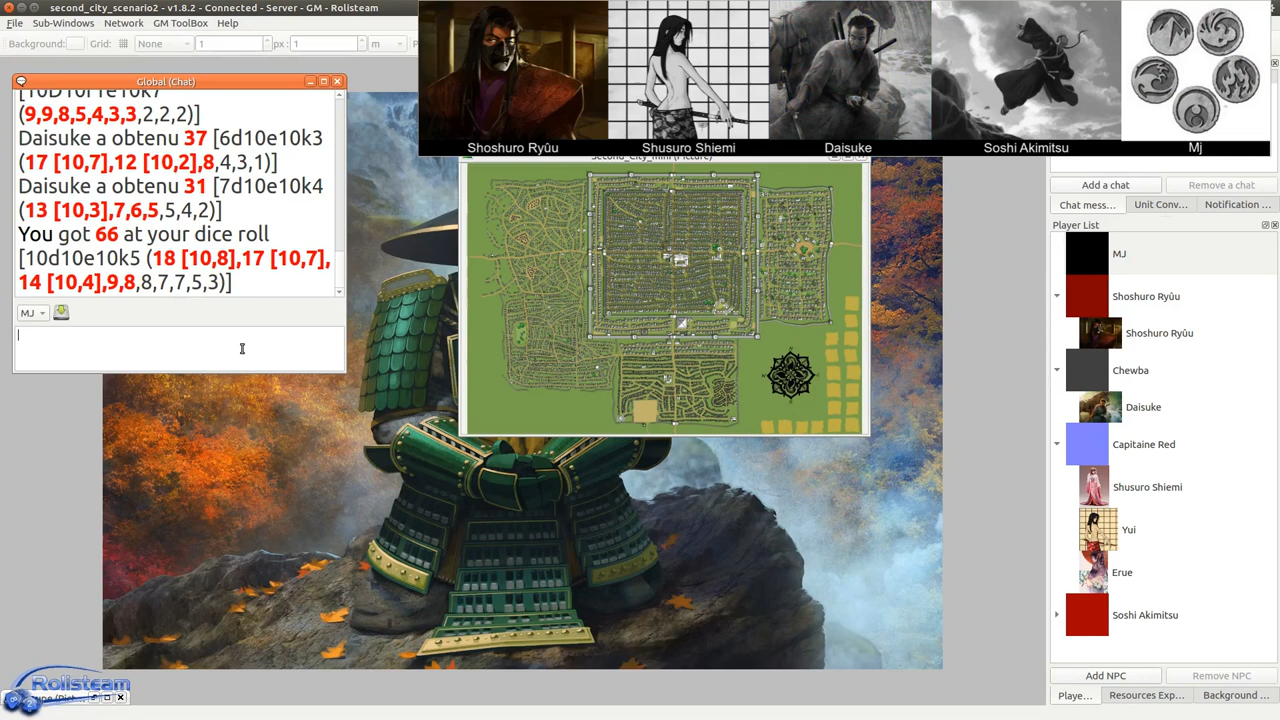 second_city_scenario2 - v1.8.2 - Connected - Server - GM - Rolisteam
File Sub-Windows Network GM ToolBox Help
Background: Grid: None 1 px : 1 m
Shoshuro Ryûu Shusuro Shiemi Daisuke Soshi Akimitsu Mj
Global (Chat)
(9,9,8,5,4,3,3,2,2,2)]
Daisuke a obtenu 37 [6d10e10k3
(17 [10,7],12 [10,2],8,4,3,1)]
Daisuke a obtenu 31 [7d10e10k4
(13 [10,3],7,6,5,5,4,2)]
You got 66 at your dice roll
[10d10e10k5 (18 [10,8],17 [10,7],
14 [10,4],9,8,8,7,7,5,3)]
MJ
Second_City_mini (Picture)
Add a chat Remove a chat
Chat mess... Unit Conv... Notification ...
Player List
MJ
Shoshuro Ryûu
Shoshuro Ryûu
Chewba
Daisuke
Capitaine Red
Shusuro Shiemi
Yui
Erue
Soshi Akimitsu
Add NPC Remove NPC
Playe... Resources Exp... Background ...
Rolisteam